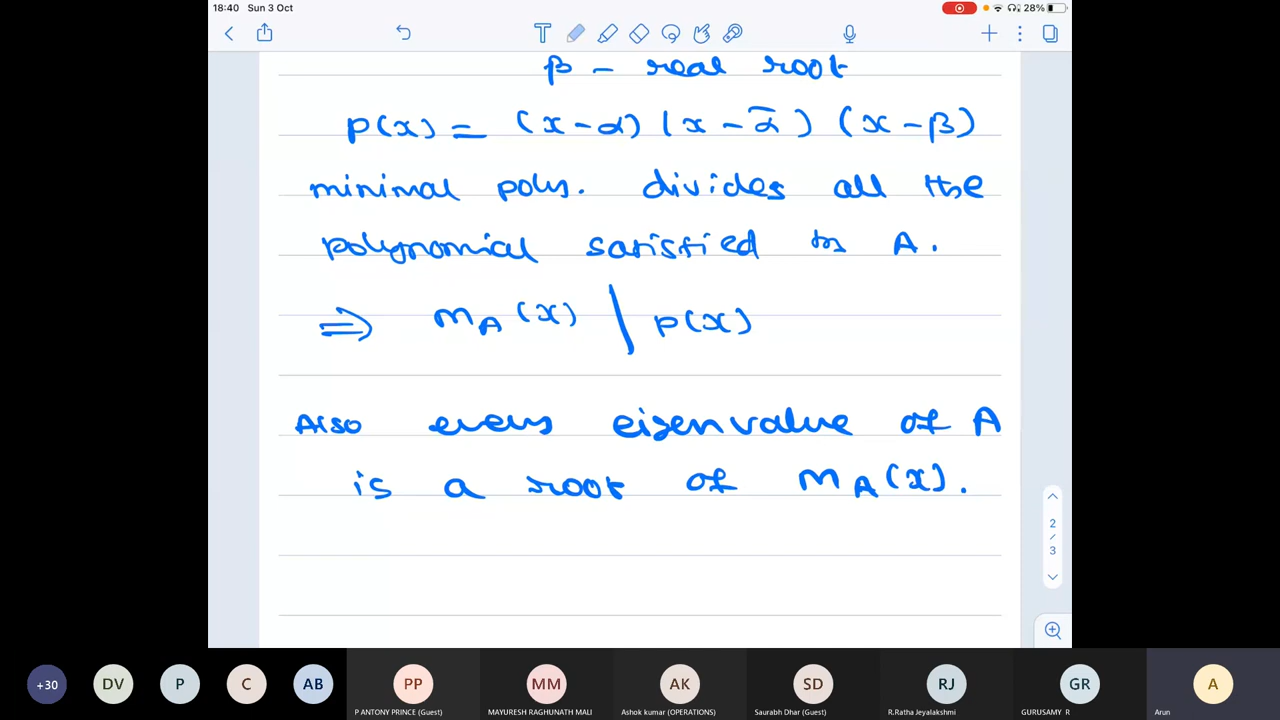 18:40 Sun 3 Oct
28%
β - real root
p(x) = (x-α) (x-ᾱ) (x-β)
minimal poly. divides all the
polynomial satisfied by A.
⇒ mA(x) | p(x)
Also every eigenvalue of A
is a root of mA(x).
2
/
3
+30
DV
P
C
AB
PP
MM
AK
SD
RJ
GR
A
P ANTONY PRINCE (Guest)
MAYURESH RAGHUNATH MALI
Ashok kumar (OPERATIONS)
Saurabh Dhar (Guest)
R.Ratha Jeyalakshmi
GURUSAMY R
Arun